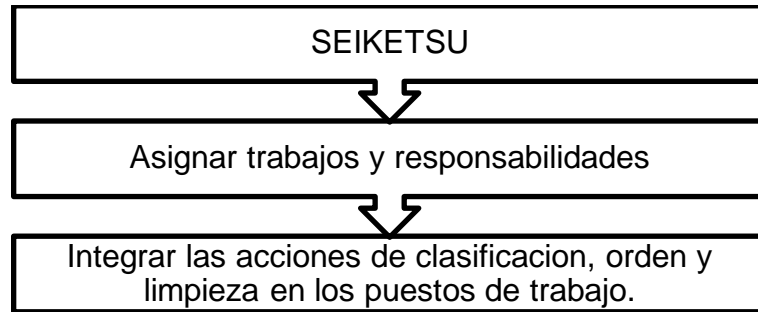 SEIKETSU
Asignar trabajos y responsabilidades
Integrar las acciones de clasificacion, orden y
limpieza en los puestos de trabajo.